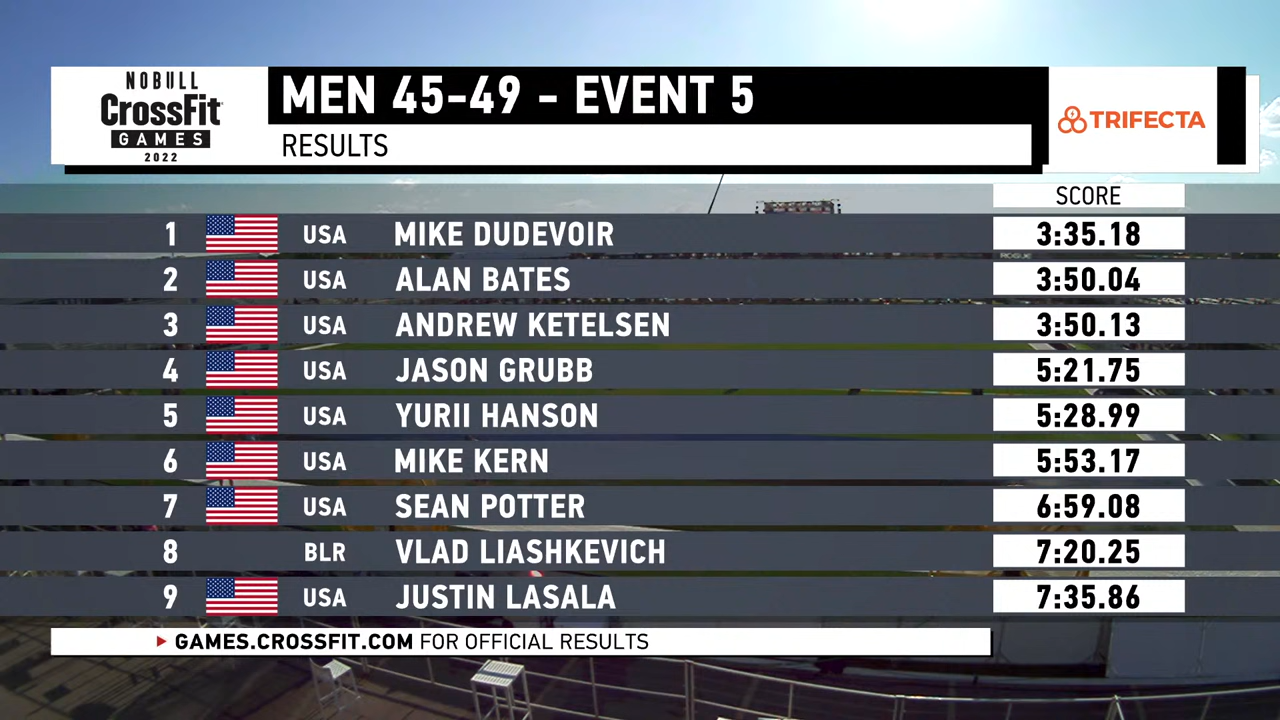 NOBULL
CrossFit
GAMES
2022
MEN 45-49 - EVENT 5
RESULTS
TRIFECTA
SCORE
1 USA MIKE DUDEVOIR 3:35.18
2 USA ALAN BATES 3:50.04
ROGUE
3 USA ANDREW KETELSEN 3:50.13
4 USA JASON GRUBB 5:21.75
5 USA YURII HANSON 5:28.99
6 USA MIKE KERN 5:53.17
7 USA SEAN POTTER 6:59.08
8 BLR VLAD LIASHKEVICH 7:20.25
9 USA JUSTIN LASALA 7:35.86
GAMES.CROSSFIT.COM FOR OFFICIAL RESULTS